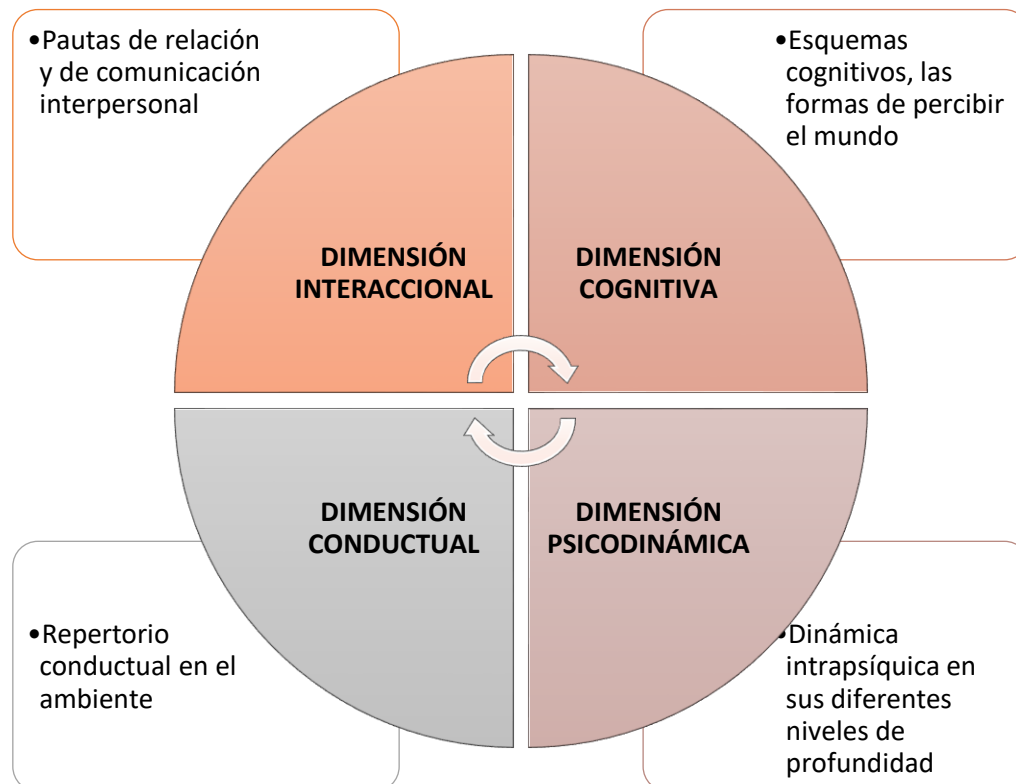 •Pautas de relación
y de comunicación
interpersonal
•Esquemas
cognitivos, las
formas de percibir
el mundo
DIMENSIÓN
INTERACCIONAL
DIMENSIÓN
COGNITIVA
DIMENSIÓN
CONDUCTUAL
DIMENSIÓN
PSICODINÁMICA
•Repertorio
conductual en el
ambiente
•Dinámica
intrapsíquica en
sus diferentes
niveles de
profundidad